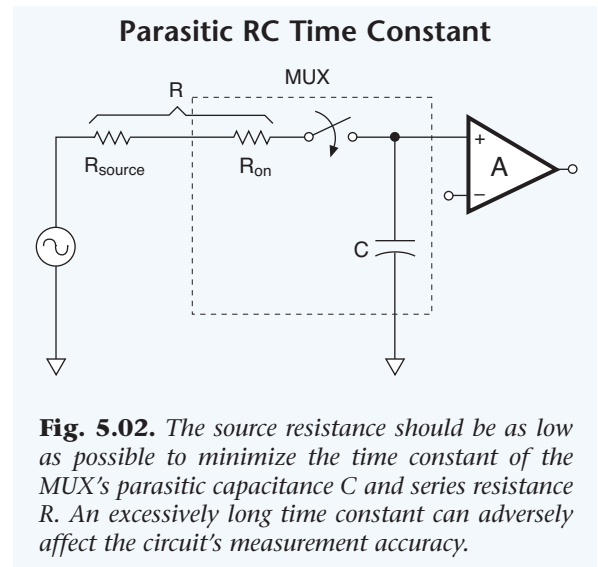 Parasitic RC Time Constant
MUX
R
Rsource
Ron
+
A
−
C
Fig. 5.02. The source resistance should be as low
as possible to minimize the time constant of the
MUX's parasitic capacitance C and series resistance
R. An excessively long time constant can adversely
affect the circuit's measurement accuracy.